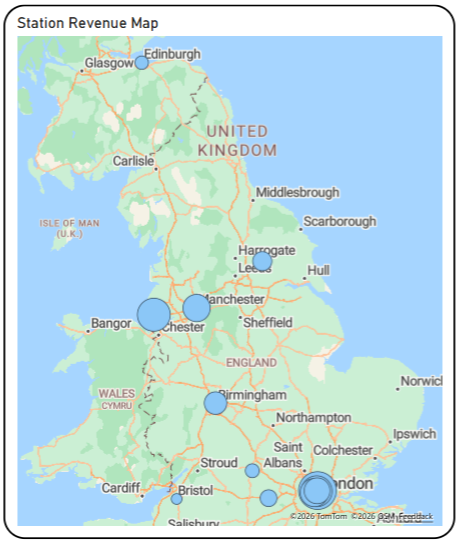 Station Revenue Map
Edinburgh
Glasgow
UNITED
KINGDOM
Carlisle
Middlesbrough
ISLE OF MAN
(U.K.)
Scarborough
Harrogate
Leeds
Hull
Manchester
Bangor
Chester
Sheffield
ENGLAND
WALES
CYMRU
Norwic
Birmingham
Northampton
Ipswich
Saint
Albans
Colchester
Stroud
Cardiff
Bristol
ondon
Salisbury
©2026 TomTom ©2026 OSM Feedback